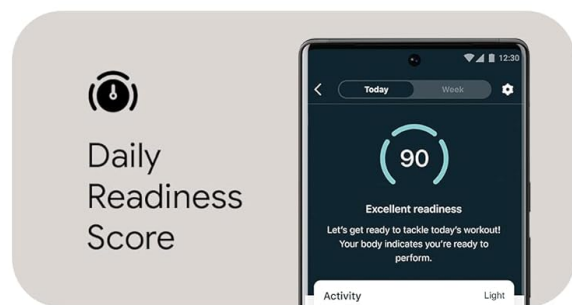 Daily
Readiness
Score
12:30
Today Week
90
Excellent readiness
Let's get ready to tackle today's workout!
Your body indicates you're ready to
perform.
Activity Light